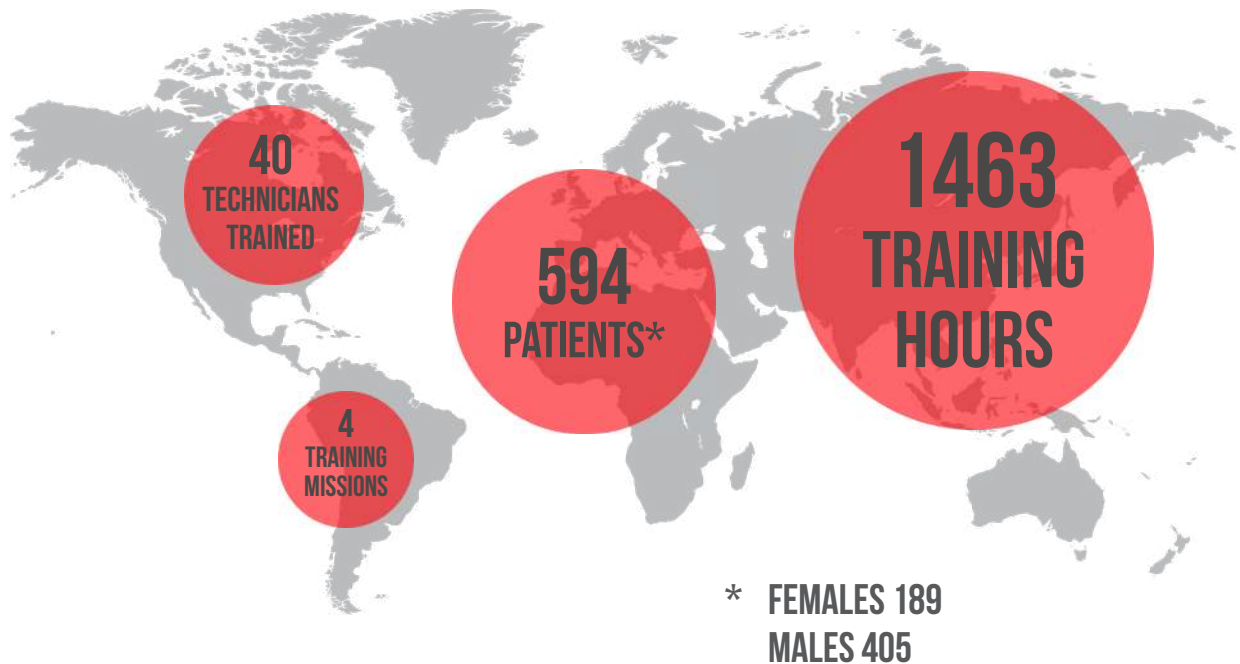 40
TECHNICIANS
TRAINED
594
PATIENTS*
1463
TRAINING
HOURS
4
TRAINING
MISSIONS
* FEMALES 189
MALES 405